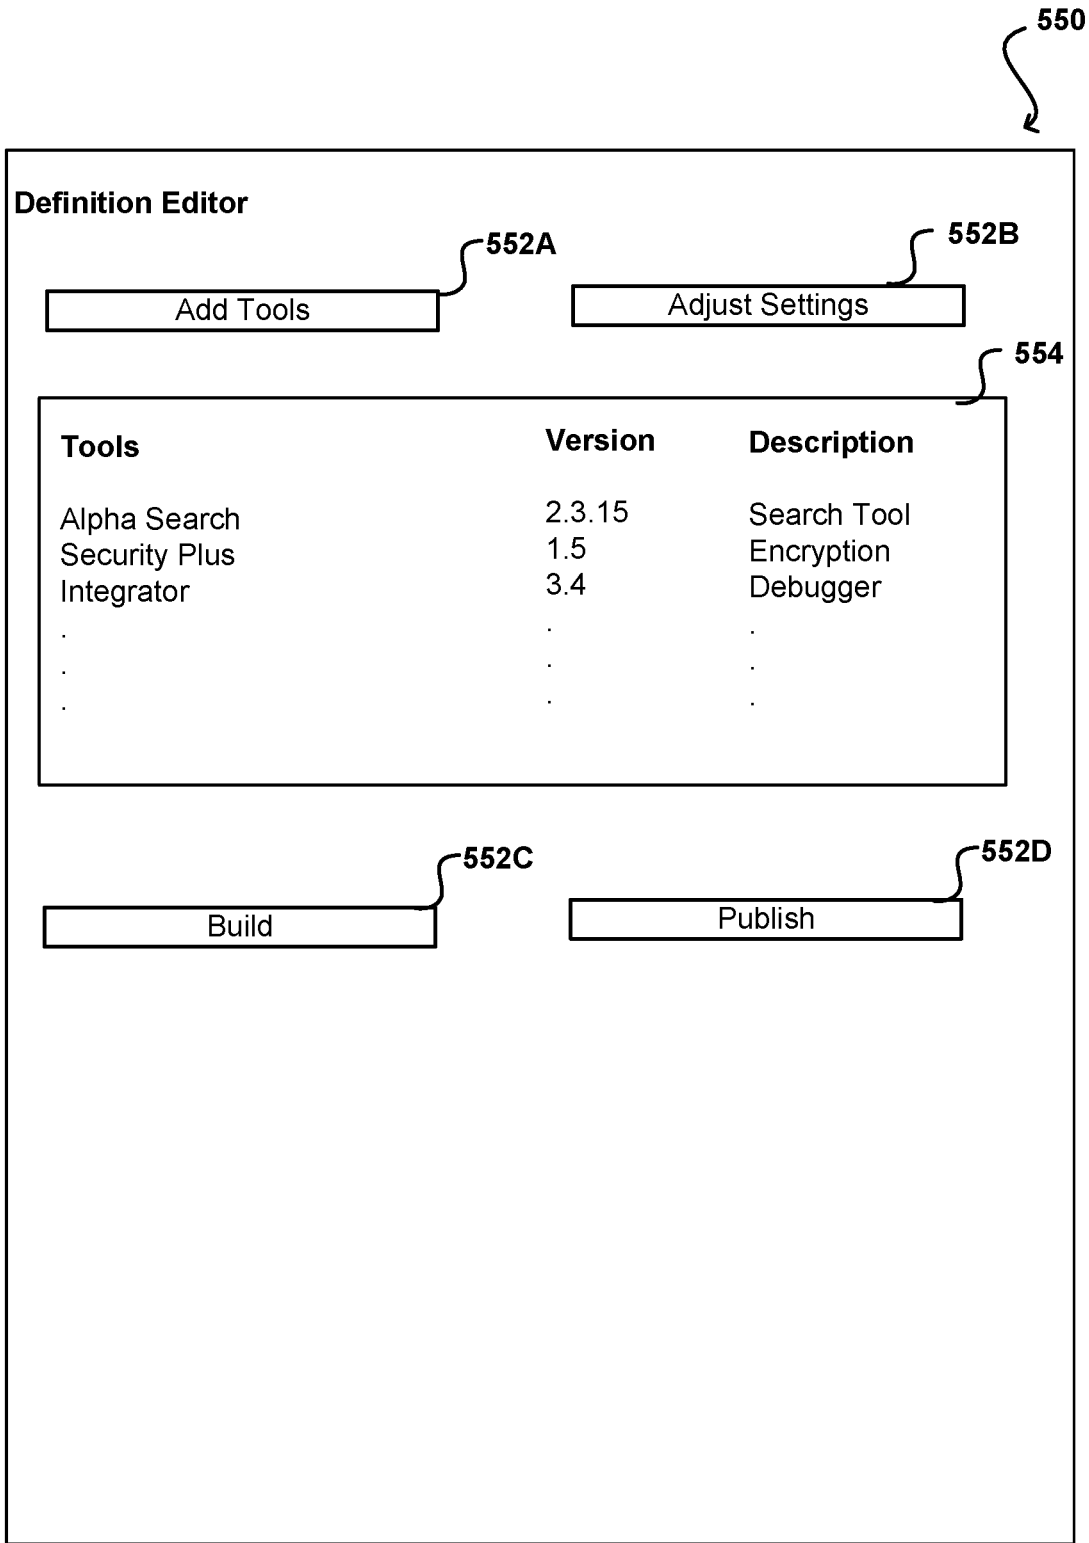 550
Definition Editor
552A 552B
Add Tools Adjust Settings
554
Tools Version Description
Alpha Search 2.3.15 Search Tool
Security Plus 1.5 Encryption
Integrator 3.4 Debugger
. . .
. . .
. . .
552C 552D
Build Publish